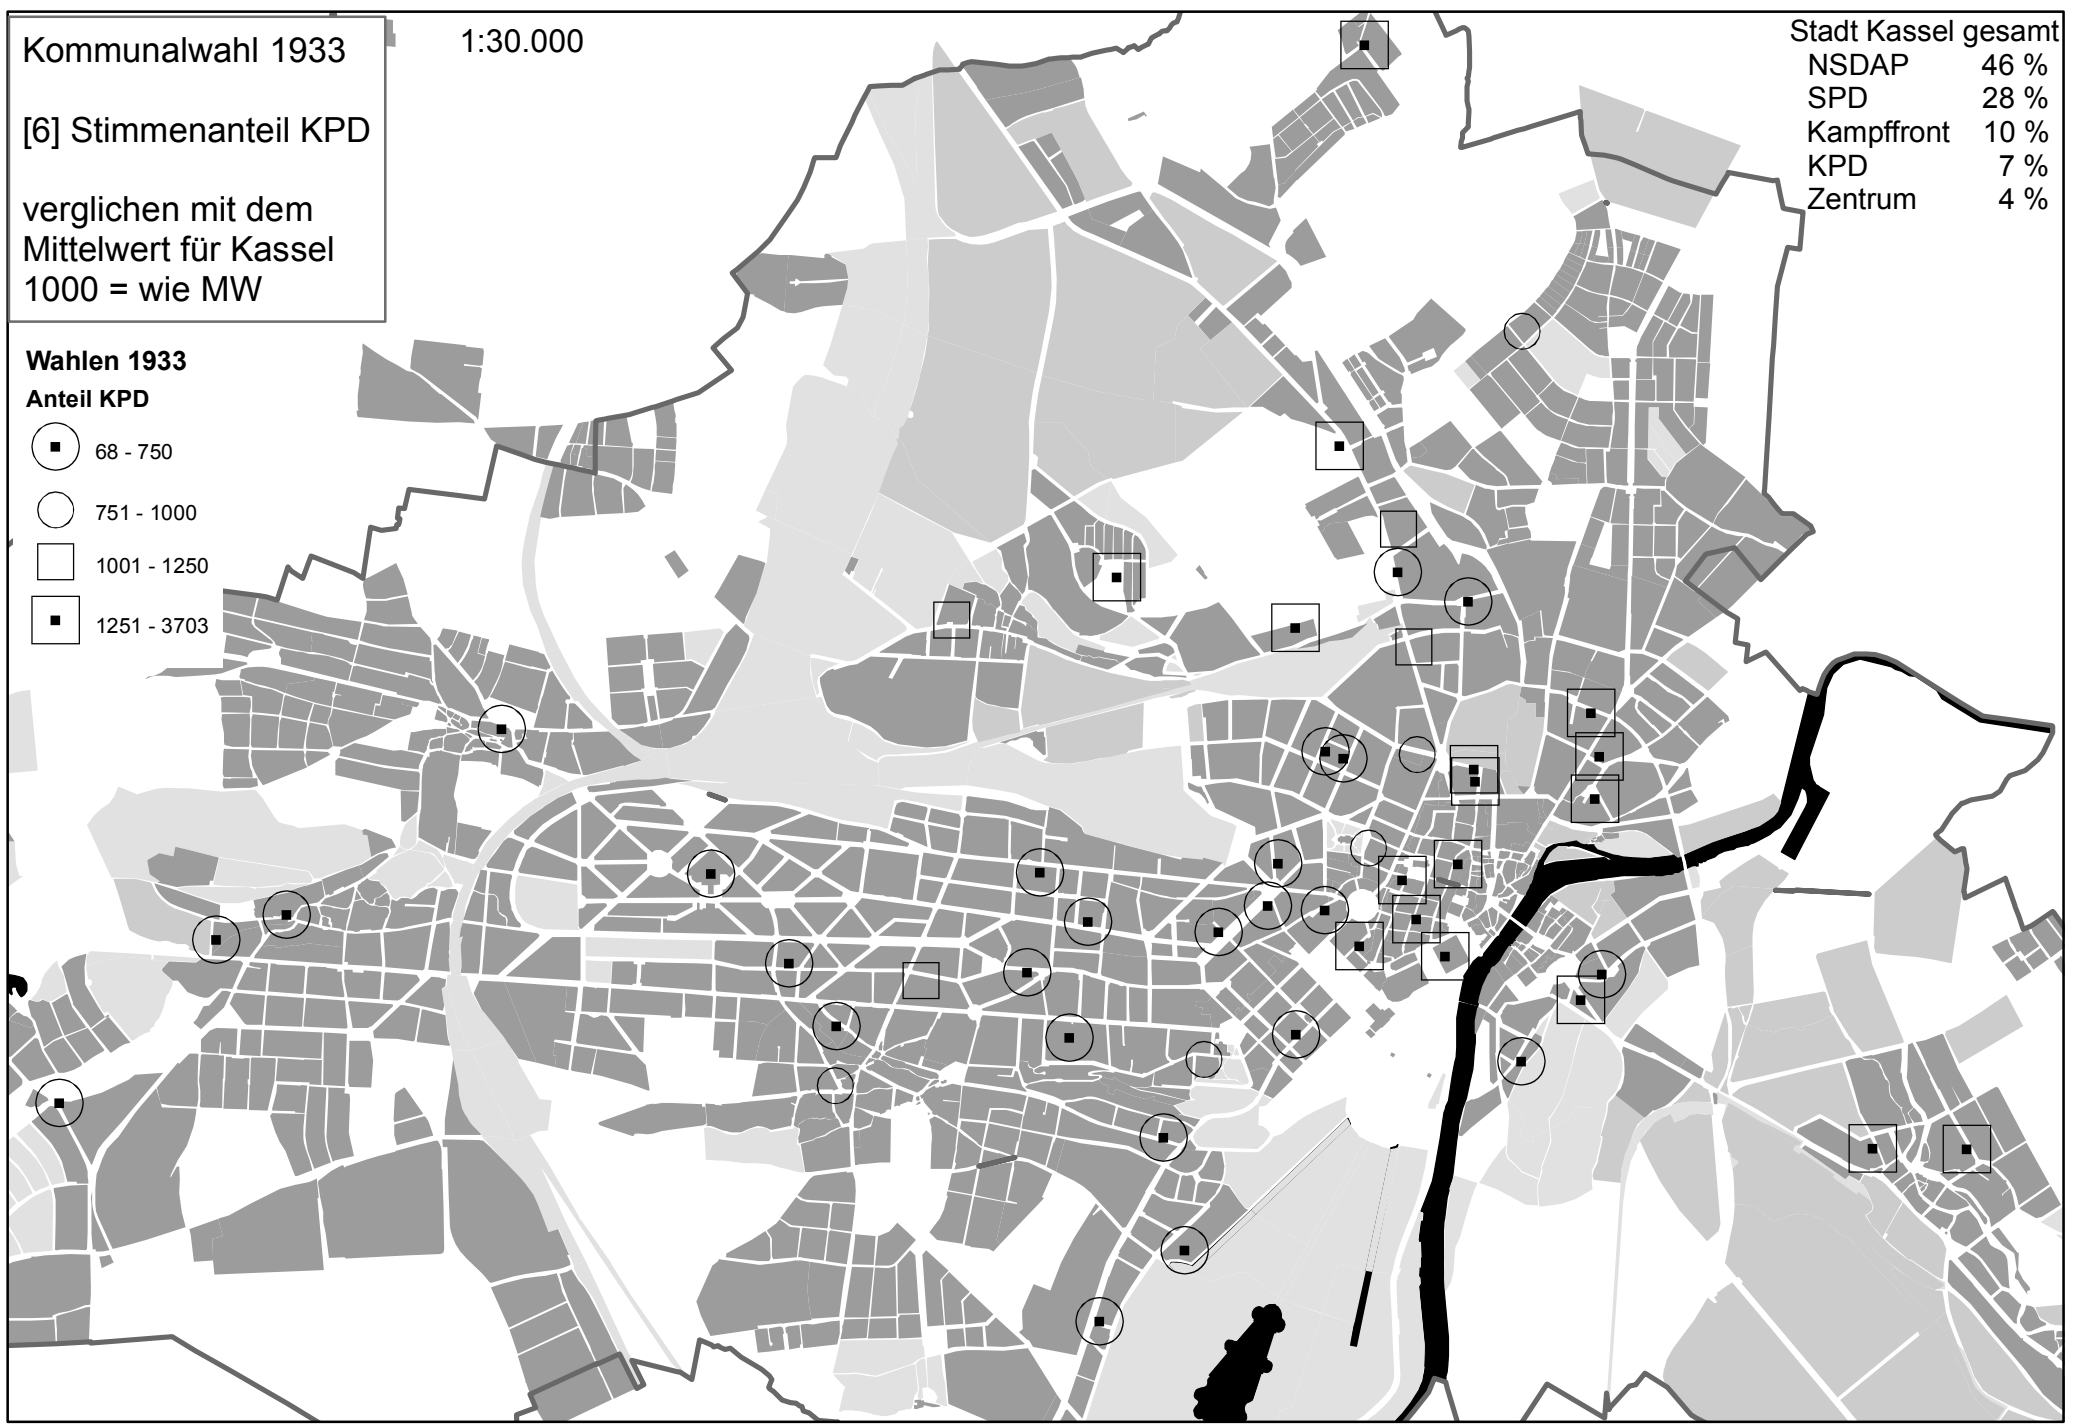 Kommunalwahl 1933
[6] Stimmenanteil KPD
verglichen mit dem
Mittelwert für Kassel
1000 = wie MW
1:30.000
Stadt Kassel gesamt
NSDAP 46 %
SPD 28 %
Kampffront 10 %
KPD 7 %
Zentrum 4 %
Wahlen 1933
Anteil KPD
68 - 750
751 - 1000
1001 - 1250
1251 - 3703